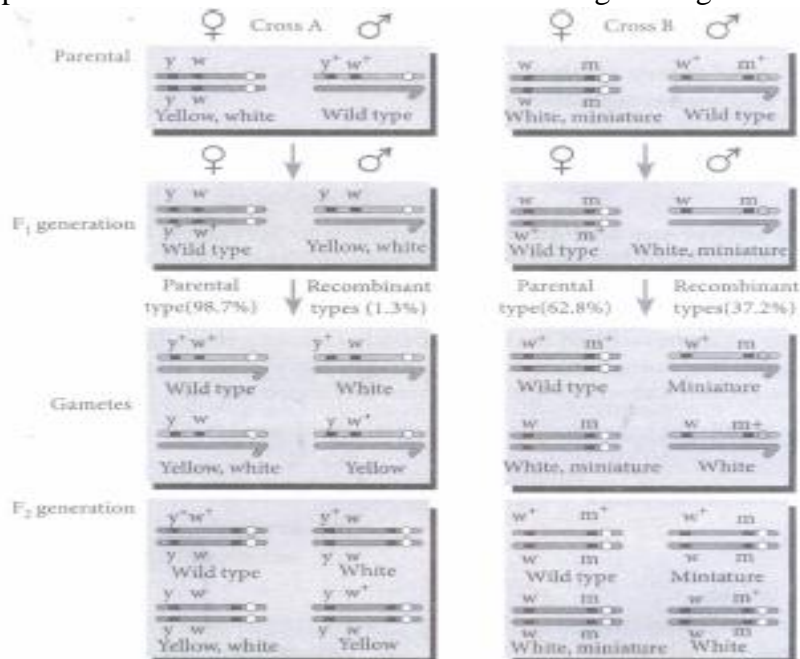 ♀ Cross A ♂
Parental
y w
y⁺ w⁺
y w
Yellow, white
Wild type
♀ Cross B ♂
w m
w⁺ m⁺
w m
White, miniature
Wild type
♀ ♂
F₁ generation
y w
y w
y w⁺
Wild type
Yellow, white
♀ ♂
w m
w m
w⁺ m⁺
Wild type
White, miniature
Parental
type(98.7%)
Recombinant
types (1.3%)
Parental
type(62.8%)
Recombinant
types(37.2%)
Gametes
y⁺ w⁺
y⁺ w
Wild type
White
y w
y w⁺
Yellow, white
Yellow
w⁺ m⁺
w⁺ m
Wild type
Miniature
w m
w m+
White, miniature
White
F₂ generation
y⁺w⁺
y⁺ w
y w
y w
Wild type
White
y w
y w⁺
y w
y w
Yellow, white
Yellow
w⁺ m⁺
w⁺ m
w m
w m
Wild type
Miniature
w m
w m⁺
w m
w m
White, miniature
White